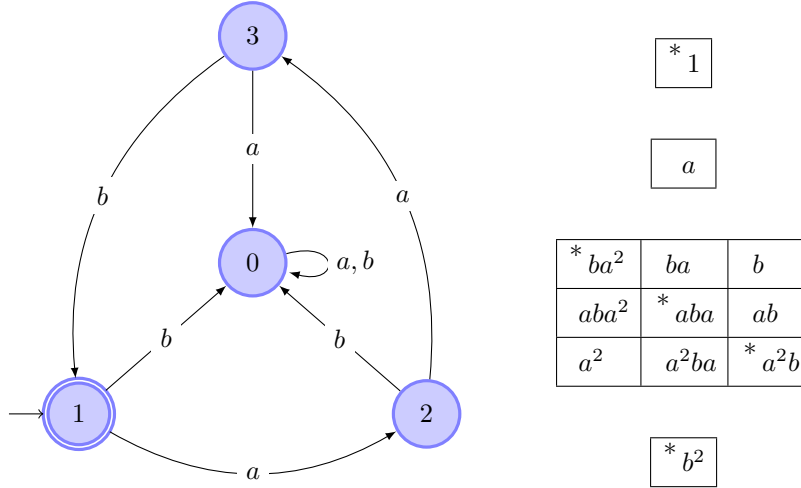 3
* 1
a
a
b
a
* ba² ba b
0
a, b
aba² * aba ab
b
b
a² a²ba * a²b
1
2
* b²
a